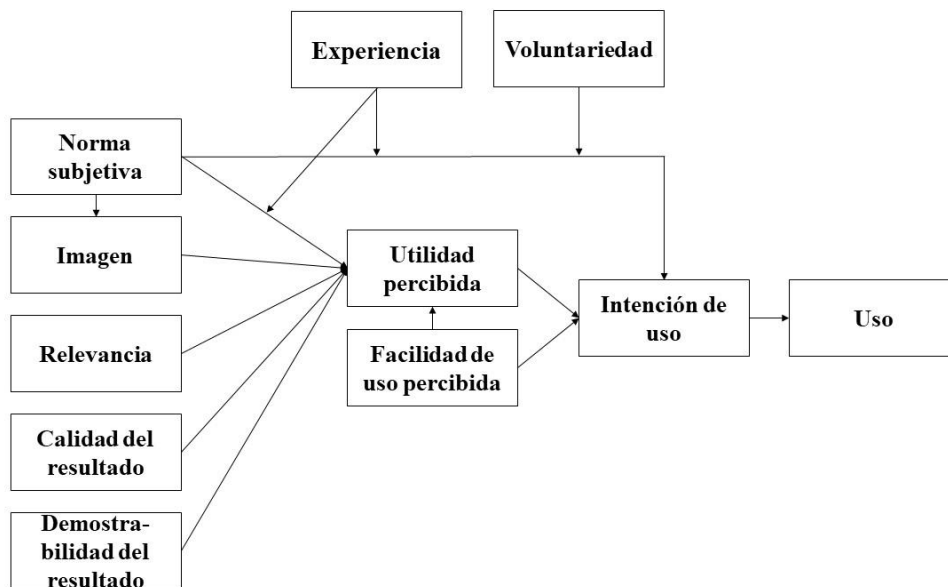 Experiencia
Voluntariedad
Norma
subjetiva
Imagen
Utilidad
percibida
Intención de
uso
Uso
Relevancia
Facilidad de
uso percibida
Calidad del
resultado
Demostra-
bilidad del
resultado